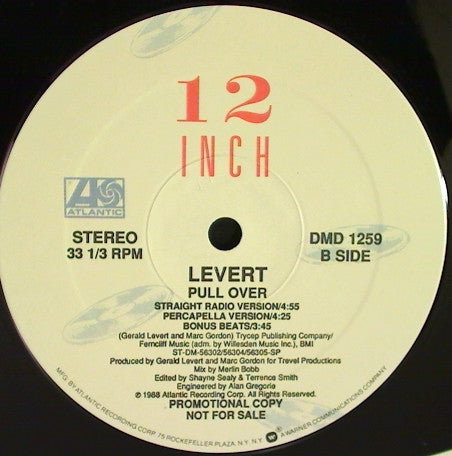 12
INCH
ATLANTIC
STEREO
33 1/3 RPM
DMD 1259
B SIDE
LEVERT
PULL OVER
STRAIGHT RADIO VERSION/4:55
PERCAPELLA VERSION/4:25
BONUS BEATS/3:45
(Gerald Levert and Marc Gordon) Trycep Publishing Company/
Ferncliff Music (adm. by Willesden Music Inc.), BMI
ST-DM-56302/56304/56305-SP
Produced by Gerald Levert and Marc Gordon for Trevel Productions
Mix by Merlin Bobb
Edited by Shayne Sealy & Terrence Smith
Engineered by Alan Gregorie
℗ 1988 Atlantic Recording Corp. All Rights Reserved.
PROMOTIONAL COPY
NOT FOR SALE
MFG. BY ATLANTIC RECORDING CORP. 75 ROCKEFELLER PLAZA, N.Y. N.Y. A WARNER COMMUNICATIONS COMPANY